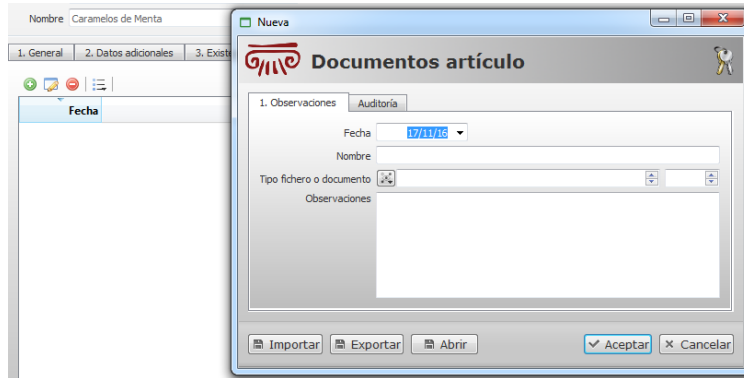 Nombre Caramelos de Menta
1. General 2. Datos adicionales 3. Existe
Fecha
Nueva
Documentos artículo
1. Observaciones Auditoría
Fecha 17/11/16
Nombre
Tipo fichero o documento
Observaciones
Importar Exportar Abrir Aceptar Cancelar